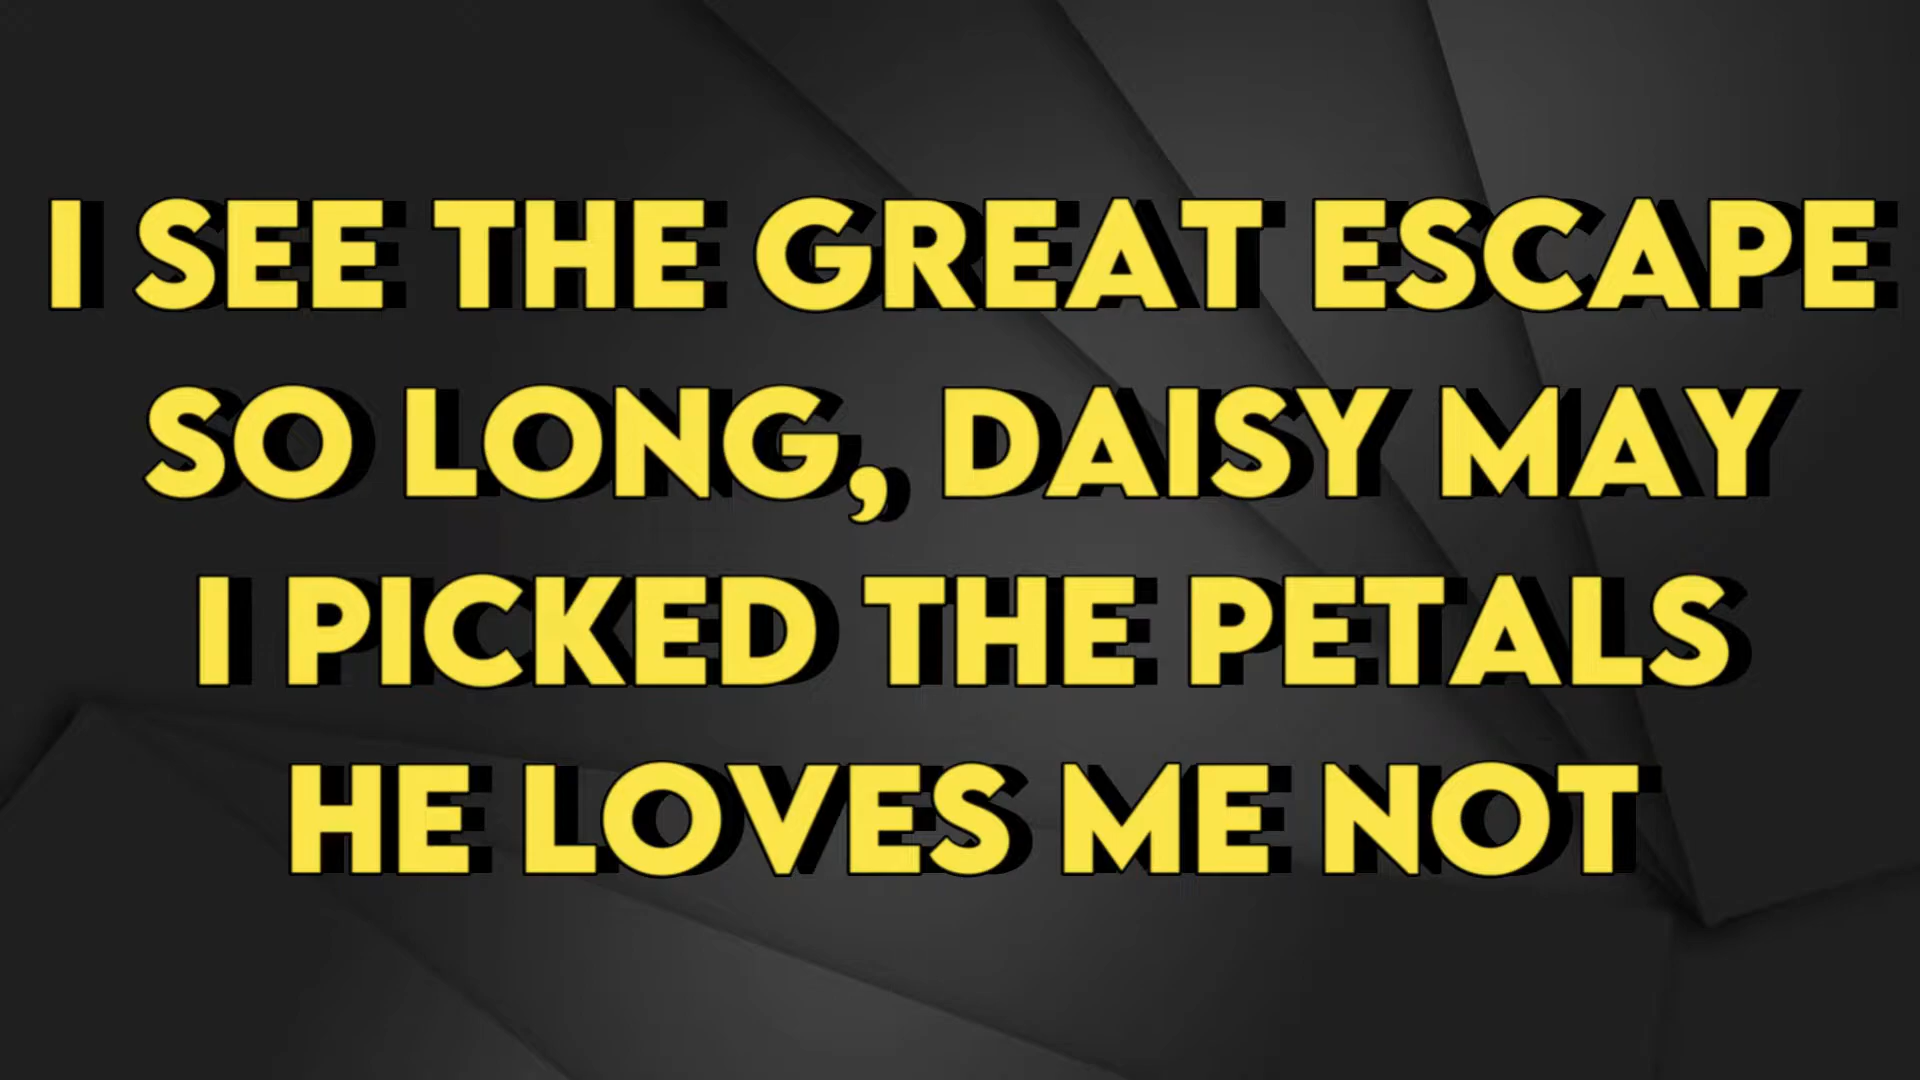 I SEE THE GREAT ESCAPE
SO LONG, DAISY MAY
I PICKED THE PETALS
HE LOVES ME NOT